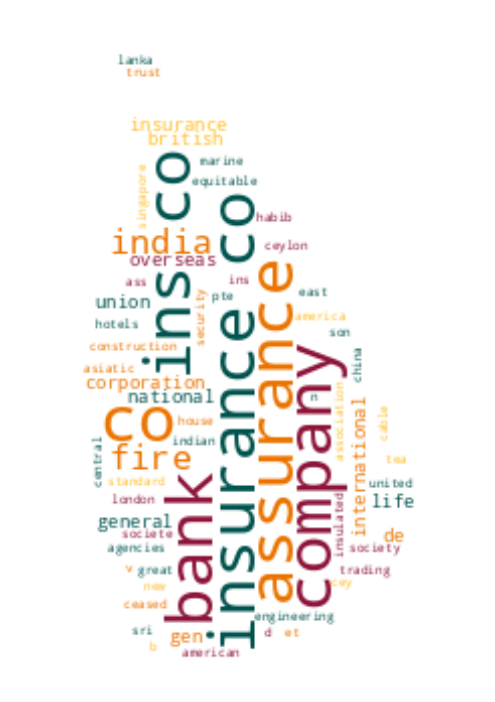 lanka
trust
insurance
british
co
marine
equitable
singapore
insurance co
habib
india
ceylon
overseas
ins co
assurance
ass
ins
union
pte
east
security
america
hotels
son
construction
company
china
asiatic
corporation
national
n
association
international
co
house
cable
indian
central
fire
tea
bank
standard
united
london
insulated
life
general
societe
de
agencies
society
v
great
trading
new
cey
ceased
engineering
sri
gen
d
et
b
american